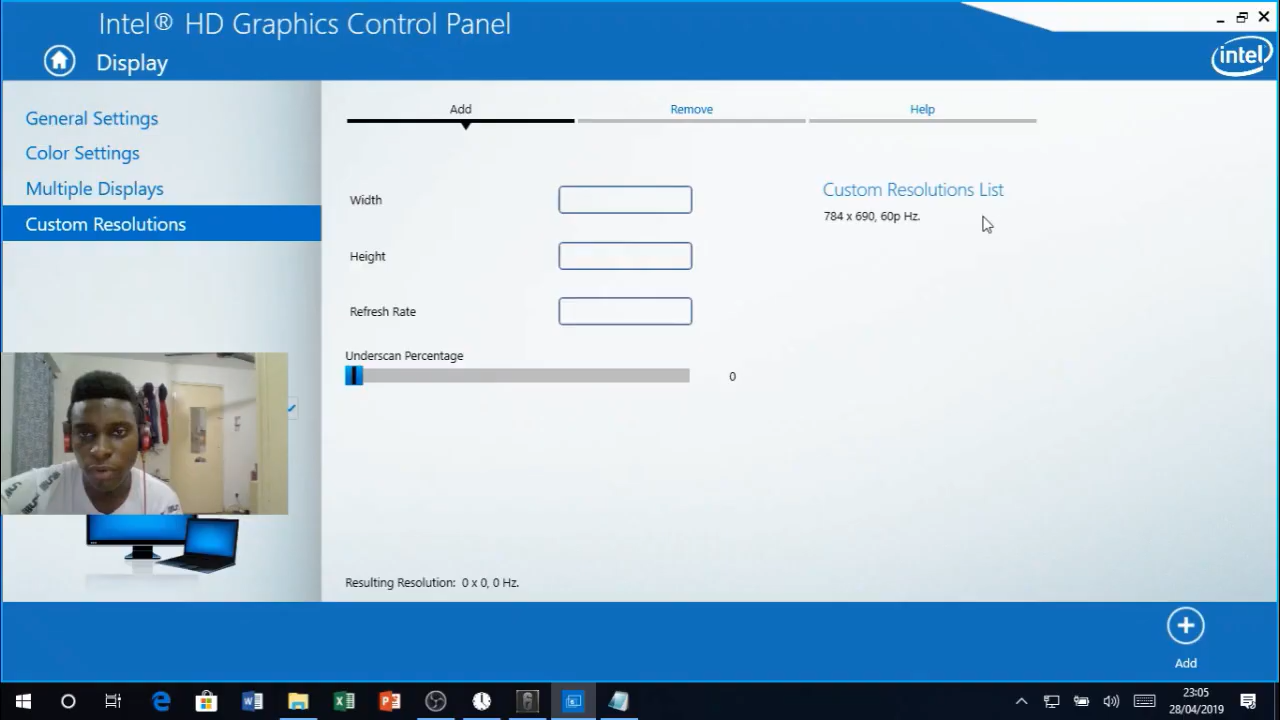 Intel® HD Graphics Control Panel
Display
intel
General Settings
Color Settings
Multiple Displays
Custom Resolutions
Add
Remove
Help
Width
Height
Refresh Rate
Underscan Percentage
0
Custom Resolutions List
784 x 690, 60p Hz.
Resulting Resolution: 0 x 0, 0 Hz.
Add
23:05
28/04/2019